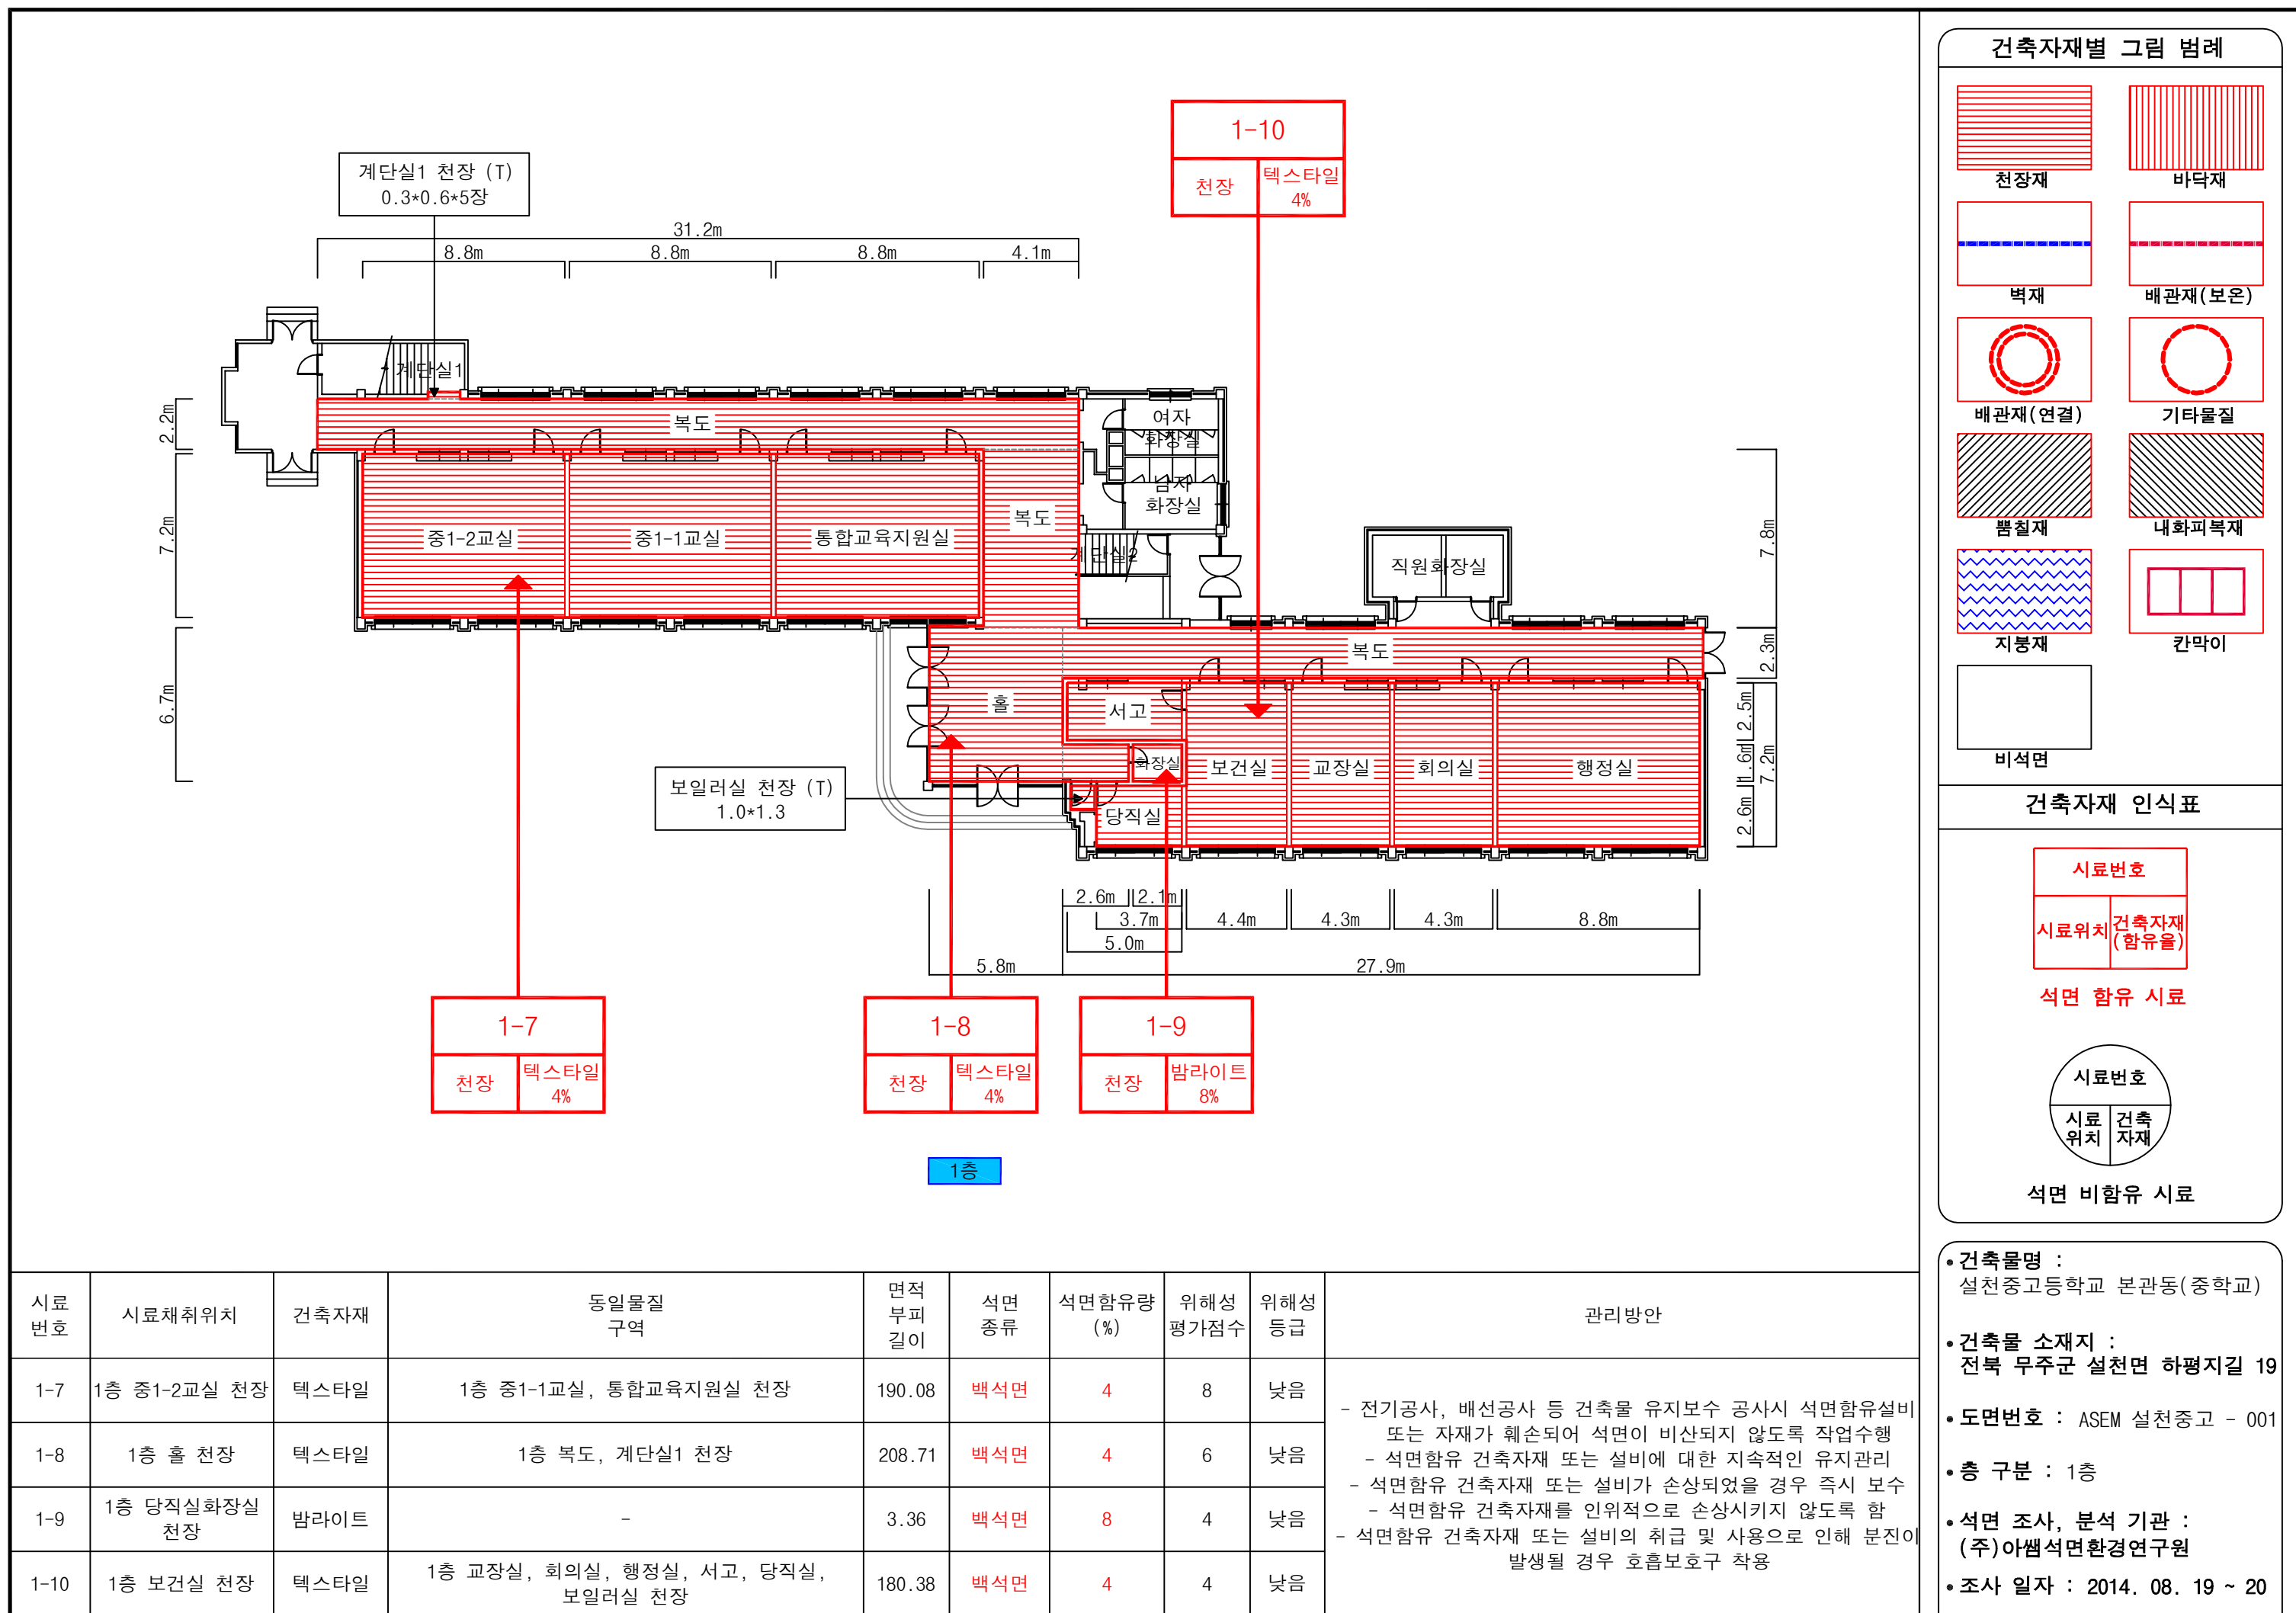 계단실1 천장 (T)
0.3*0.6*5장
1-10
천장
텍스타일
4%
31.2m
8.8m
8.8m
8.8m
4.1m
계단실1
2.2m
7.2m
6.7m
복도
여자
화장실
남자
화장실
중1-2교실
중1-1교실
통합교육지원실
복도
계단실2
직원화장실
7.8m
2.3m
2.5m
1.6m
2.6m
7.2m
복도
홀
서고
화장실
보건실
교장실
회의실
행정실
당직실
보일러실 천장 (T)
1.0*1.3
2.6m
2.1m
3.7m
4.4m
4.3m
4.3m
8.8m
5.0m
5.8m
27.9m
1-7
천장
텍스타일
4%
1-8
천장
텍스타일
4%
1-9
천장
밤라이트
8%
1층
건축자재별 그림 범례
천장재
바닥재
벽재
배관재(보온)
배관재(연결)
기타물질
뿜칠재
내화피복재
지붕재
칸막이
비석면
건축자재 인식표
시료번호
시료위치
건축자재
(함유율)
석면 함유 시료
시료번호
시료
위치
건축
자재
석면 비함유 시료
시료
번호
시료채취위치
건축자재
동일물질
구역
면적
부피
길이
석면
종류
석면함유량
(%)
위해성
평가점수
위해성
등급
관리방안
1-7
1층 중1-2교실 천장
텍스타일
1층 중1-1교실, 통합교육지원실 천장
190.08
백석면
4
8
낮음
1-8
1층 홀 천장
텍스타일
1층 복도, 계단실1 천장
208.71
백석면
4
6
낮음
1-9
1층 당직실화장실
천장
밤라이트
-
3.36
백석면
8
4
낮음
1-10
1층 보건실 천장
텍스타일
1층 교장실, 회의실, 행정실, 서고, 당직실,
보일러실 천장
180.38
백석면
4
4
낮음
- 전기공사, 배선공사 등 건축물 유지보수 공사시 석면함유설비
또는 자재가 훼손되어 석면이 비산되지 않도록 작업수행
- 석면함유 건축자재 또는 설비에 대한 지속적인 유지관리
- 석면함유 건축자재 또는 설비가 손상되었을 경우 즉시 보수
- 석면함유 건축자재를 인위적으로 손상시키지 않도록 함
- 석면함유 건축자재 또는 설비의 취급 및 사용으로 인해 분진이
발생될 경우 호흡보호구 착용
• 건축물명 :
설천중고등학교 본관동(중학교)
• 건축물 소재지 :
전북 무주군 설천면 하평지길 19
• 도면번호 : ASEM 설천중고 - 001
• 층 구분 : 1층
• 석면 조사, 분석 기관 :
(주)아쌤석면환경연구원
• 조사 일자 : 2014. 08. 19 ~ 20